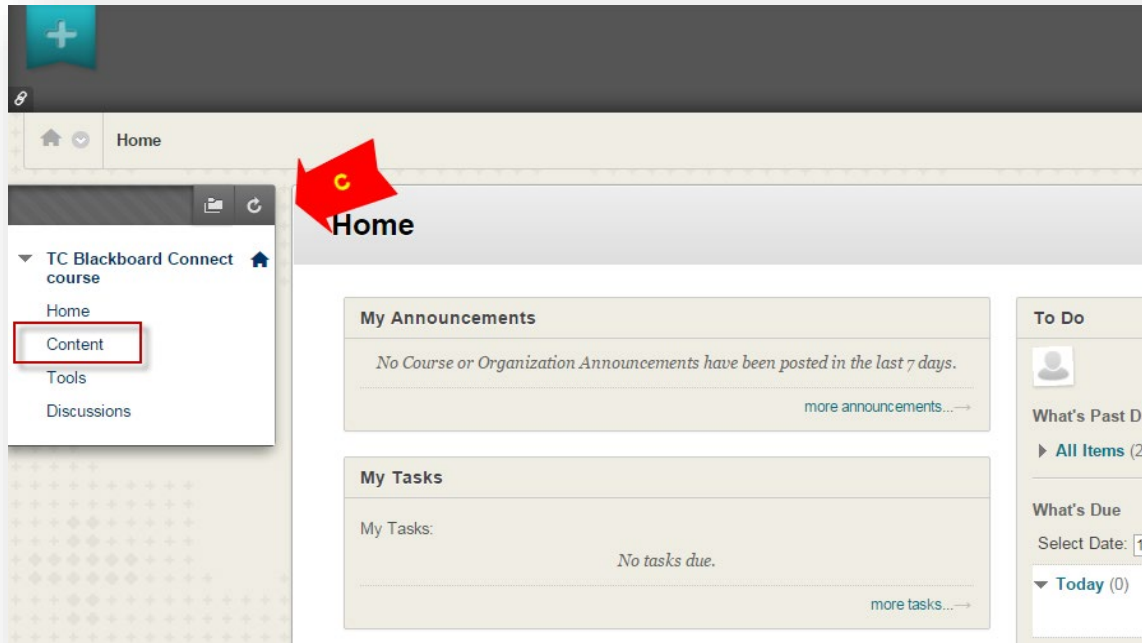 Home
C
TC Blackboard Connect
course
Home
Content
Tools
Discussions
Home
My Announcements
No Course or Organization Announcements have been posted in the last 7 days.
more announcements...→
My Tasks
My Tasks:
No tasks due.
more tasks...→
To Do
What's Past D
All Items (2
What's Due
Select Date: 1
Today (0)